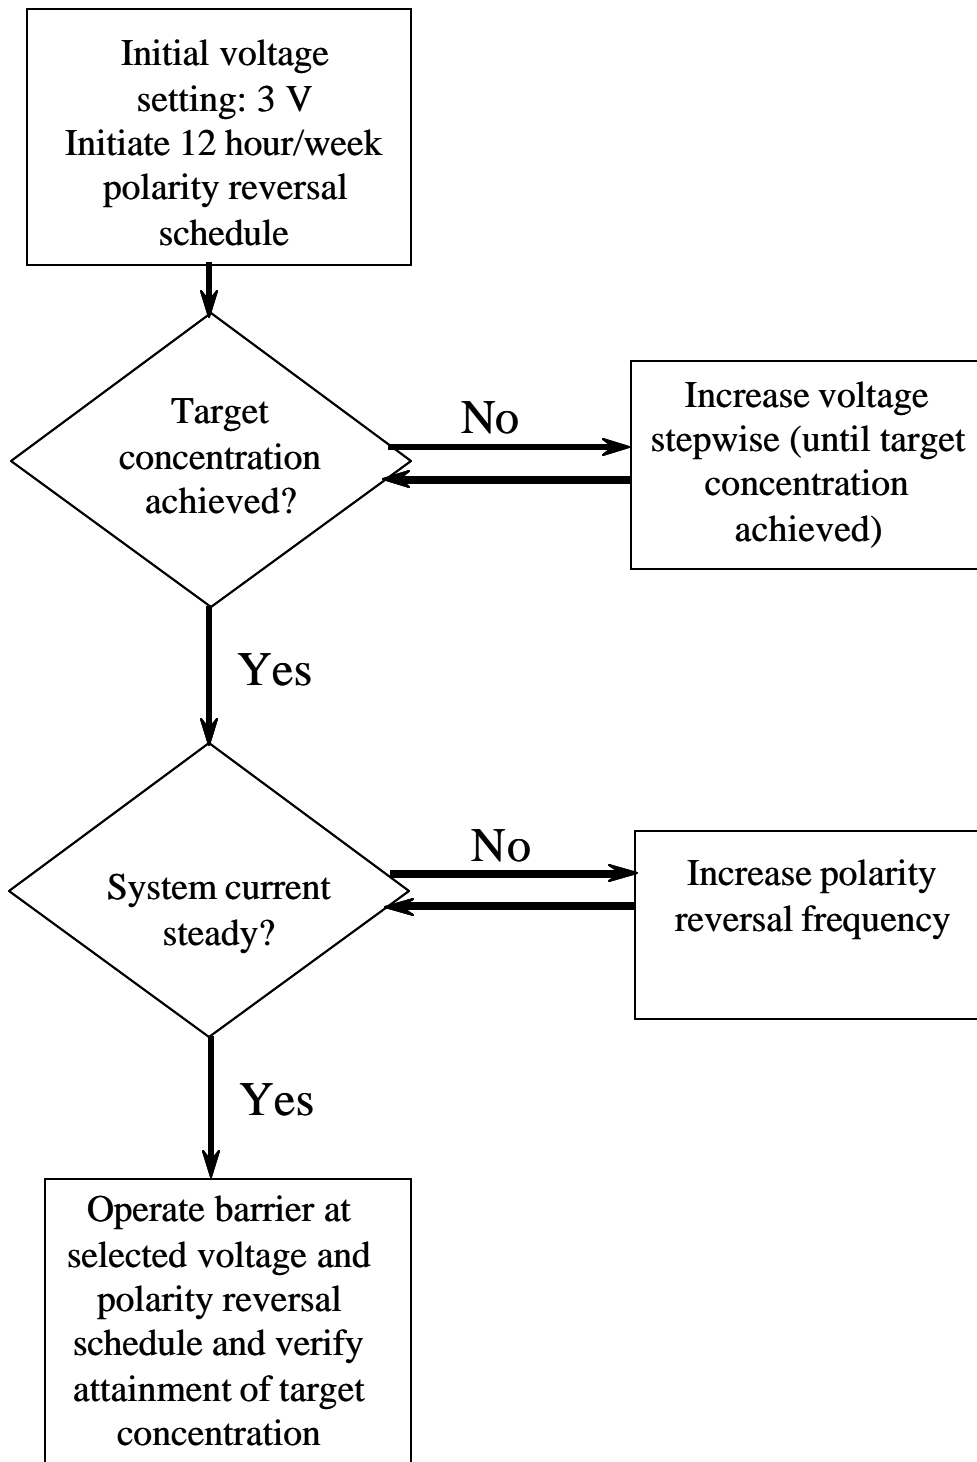 Initial voltage
setting: 3 V
Initiate 12 hour/week
polarity reversal
schedule
Target
concentration
achieved?
No
Increase voltage
stepwise (until target
concentration
achieved)
Yes
System current
steady?
No
Increase polarity
reversal frequency
Yes
Operate barrier at
selected voltage and
polarity reversal
schedule and verify
attainment of target
concentration